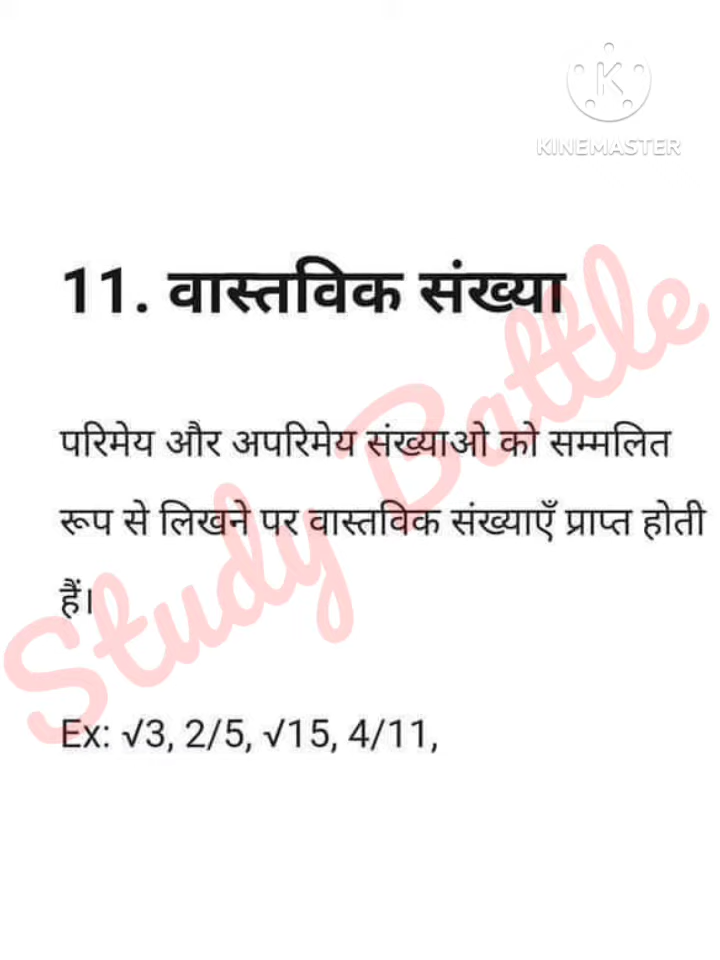 KINEMASTER
11. वास्तविक संख्या
परिमेय और अपरिमेय संख्याओ को सम्मलित
रूप से लिखने पर वास्तविक संख्याएँ प्राप्त होती
हैं।
Ex: √3, 2/5, √15, 4/11,
Study Battle